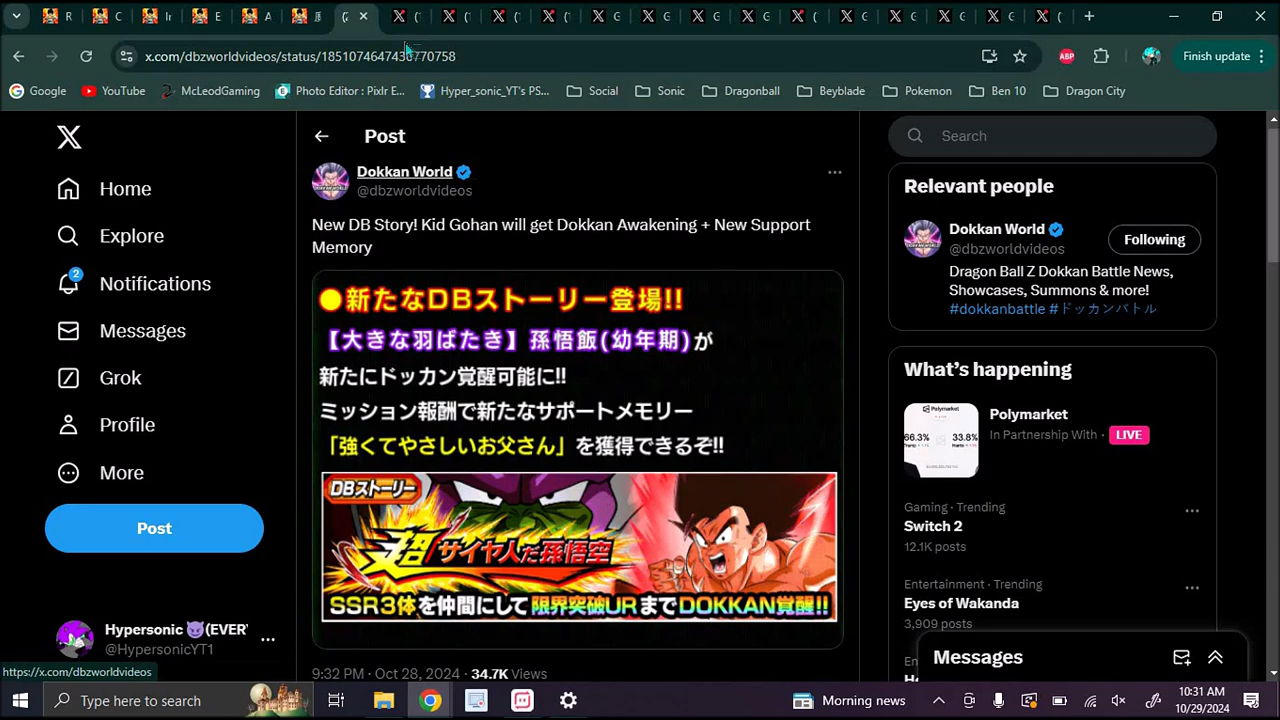 R
C
Ir
E
A
(
(
(
(
(
G
G
G
G
(
G
G
G
G
(
x.com/dbzworldvideos/status/1851074647430770758
Finish update
Google
YouTube
McLeodGaming
Photo Editor : Pixlr E...
Hyper_sonic_YT's PS...
Social
Sonic
Dragonball
Beyblade
Pokemon
Ben 10
Dragon City
Home
Explore
2
Notifications
Messages
Grok
Profile
More
Post
Hypersonic 😈(EVER
@HypersonicYT1
https://x.com/dbzworldvideos
Post
Dokkan World
@dbzworldvideos
New DB Story! Kid Gohan will get Dokkan Awakening + New Support
Memory
●新たなDBストーリー登場!!
【大きな羽ばたき】孫悟飯(幼年期)が
新たにドッカン覚醒可能に!!
ミッション報酬で新たなサポートメモリー
「強くてやさしいお父さん」を獲得できるぞ!!
DBストーリー
超サイヤ人だ孫悟空
SSR3体を仲間にして限界突破URまでDOKKAN覚醒!!
9:32 PM · Oct 28, 2024 · 34.7K Views
Search
Relevant people
Dokkan World
@dbzworldvideos
Following
Dragon Ball Z Dokkan Battle News,
Showcases, Summons & more!
#dokkanbattle #ドッカンバトル
What's happening
Polymarket
66.3% 33.8%
Polymarket
In Partnership With · LIVE
Gaming · Trending
Switch 2
12.1K posts
Entertainment · Trending
Eyes of Wakanda
3,909 posts
Messages
Type here to search
Morning news
:31 AM
10/29/2024